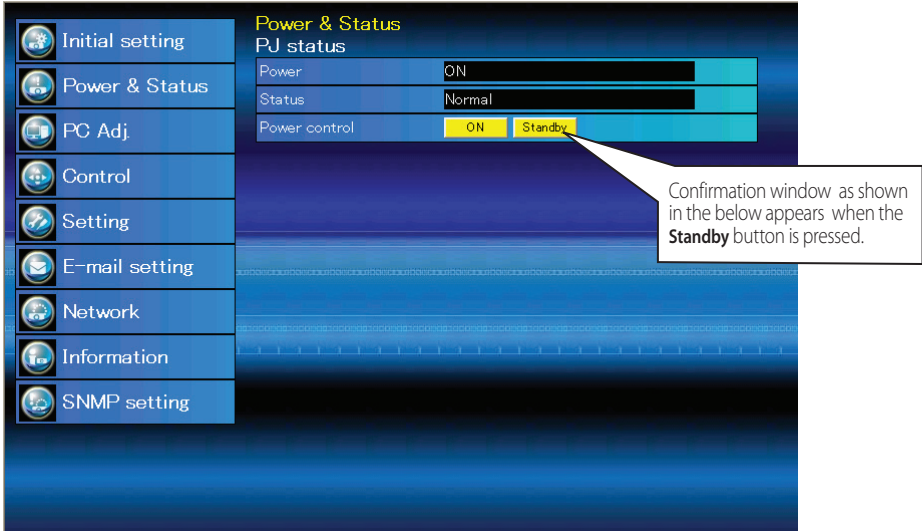 Initial setting
Power & Status
PC Adj.
Control
Setting
E-mail setting
Network
Information
SNMP setting
Power & Status
PJ status
Power ON
Status Normal
Power control ON Standby
Confirmation window as shown
in the below appears when the
Standby button is pressed.